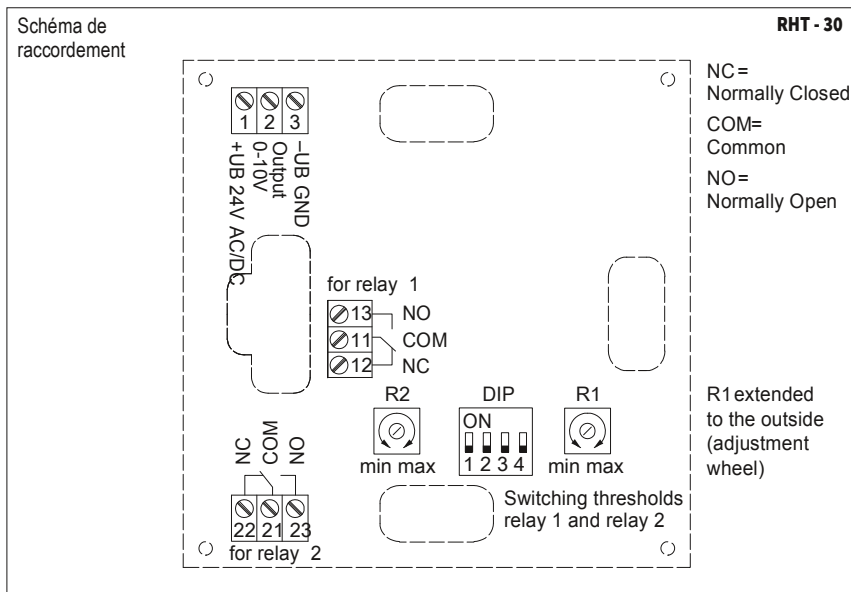 Schéma de
raccordement
RHT - 30
NC=
Normally Closed
COM=
Common
NO=
Normally Open
1 2 3
+UB 24V AC/DC
Output
0-10V
–UB GND
for relay 1
13 NO
11 COM
12 NC
R2
min max
DIP
ON
1 2 3 4
R1
min max
R1 extended
to the outside
(adjustment
wheel)
Switching thresholds
relay 1 and relay 2
NC COM NO
22 21 23
for relay 2